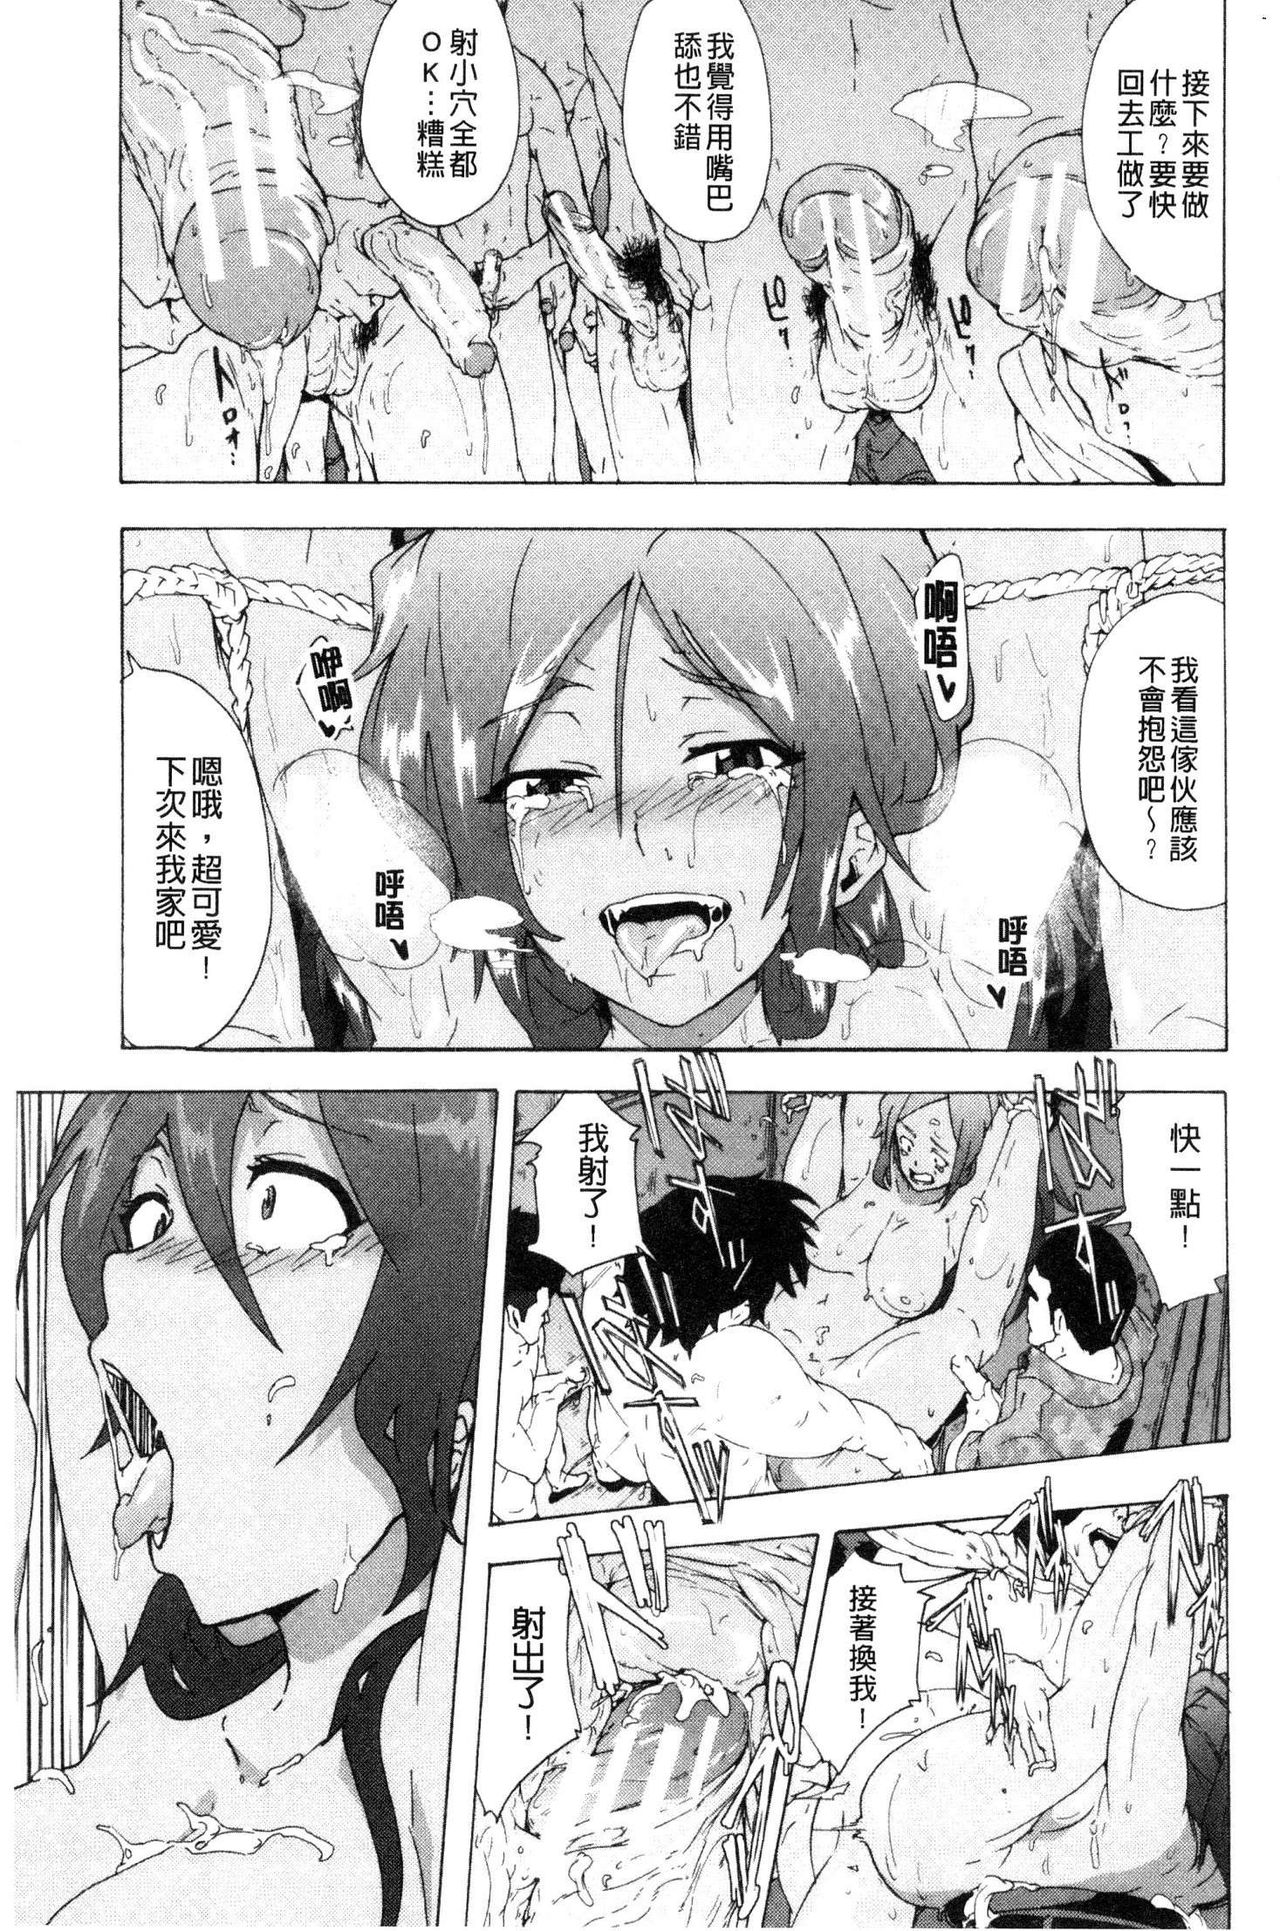 接下來要做
什麼？要快
回去工做了
我覺得用嘴巴
舔也不錯
射小穴全都
OK…糟糕
我看這傢伙應該
不會抱怨吧～？
啊唔♥
呼唔♥
呼唔♥
嗯哦，超可愛！
下次來我家吧
快一點！
我射了！
接著換我！
射出了！